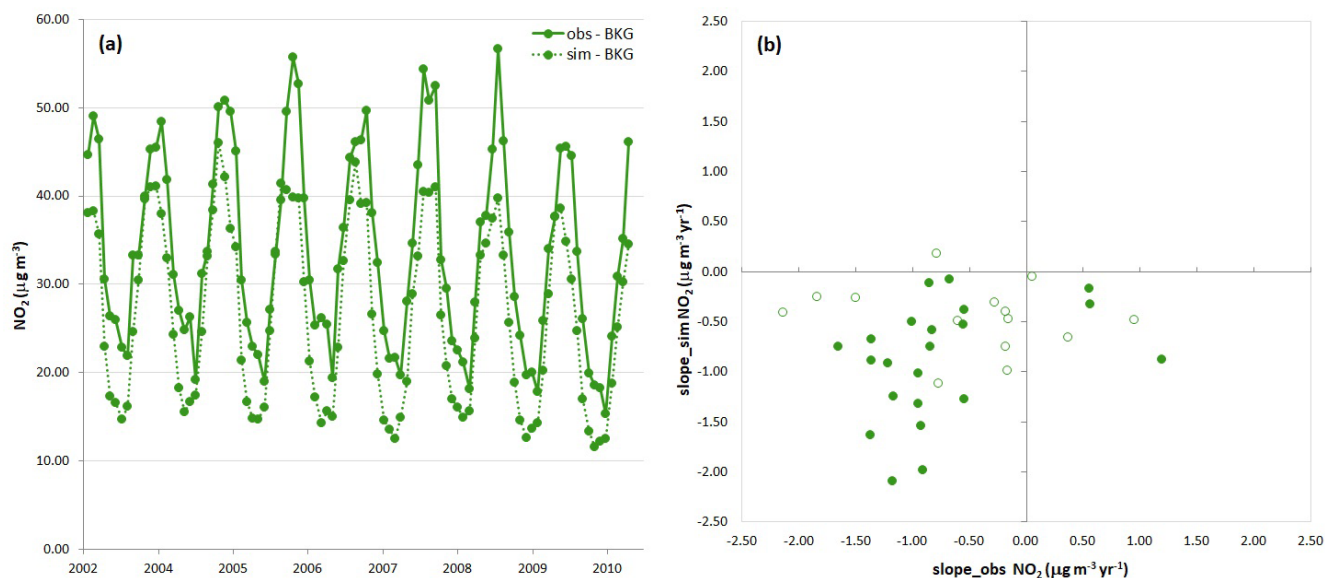 (a)
obs - BKG
sim - BKG
60.00
50.00
40.00
30.00
20.00
10.00
0.00
NO₂ (µg m⁻³)
2002 2004 2005 2006 2007 2008 2009 2010
(b)
2.50
2.00
1.50
1.00
0.50
0.00
-0.50
-1.00
-1.50
-2.00
-2.50
slope_sim NO₂ (µg m⁻³ yr⁻¹)
-2.50 -2.00 -1.50 -1.00 -0.50 0.00 0.50 1.00 1.50 2.00 2.50
slope_obs NO₂ (µg m⁻³ yr⁻¹)